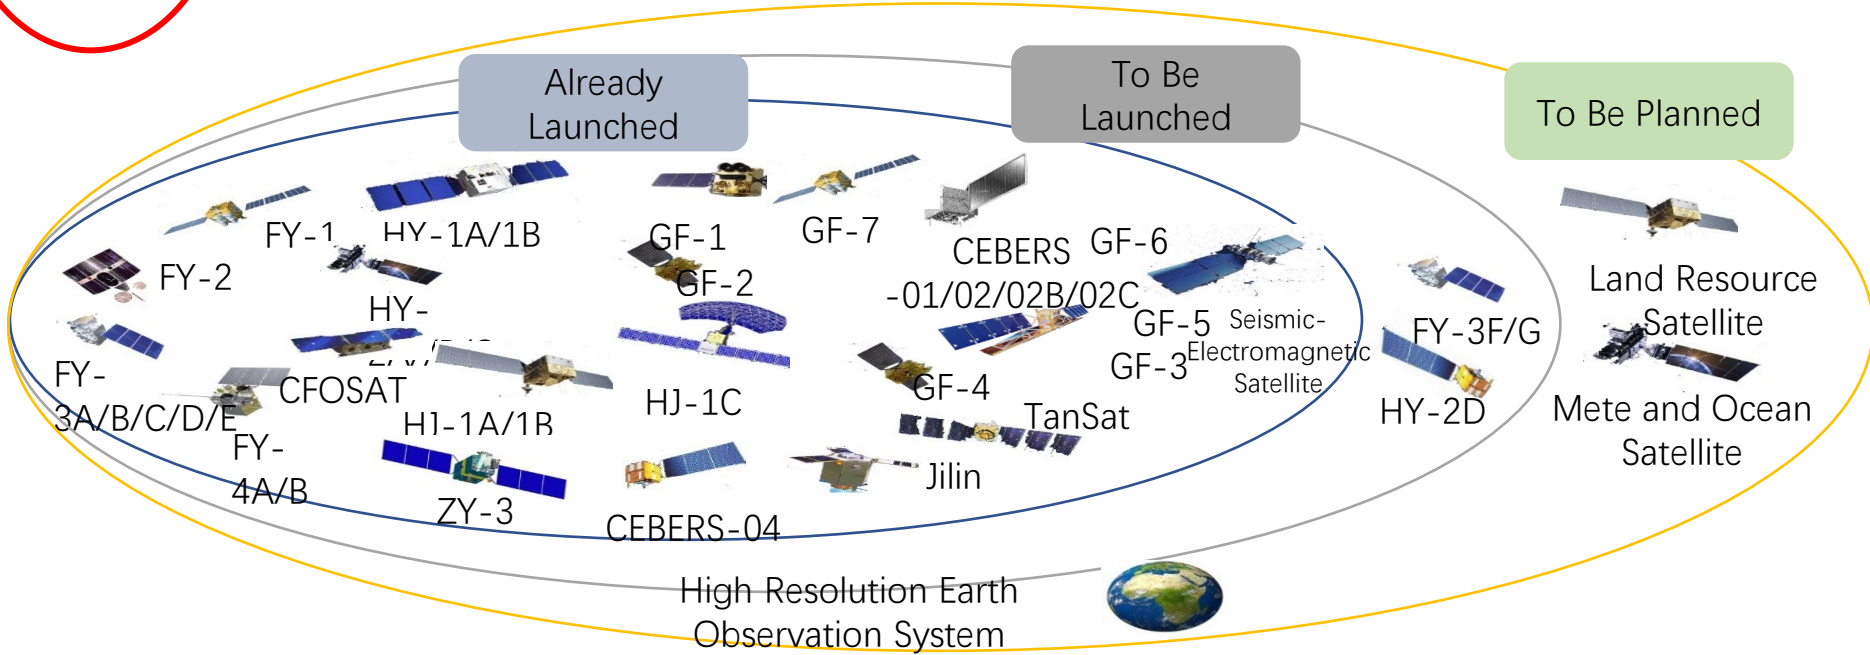 Already
Launched
To Be
Launched
To Be Planned
FY-1
HY-1A/1B
GF-1
GF-7
CEBERS
-01/02/02B/02C
GF-6
FY-2
GF-2
HY-
GF-5
Seismic-
Electromagnetic
Satellite
GF-3
FY-3F/G
Land Resource
Satellite
FY-
3A/B/C/D/E
CFOSAT
HJ-1A/1B
HJ-1C
GF-4
TanSat
HY-2D
Mete and Ocean
Satellite
FY-
4A/B
ZY-3
CEBERS-04
Jilin
High Resolution Earth
Observation System